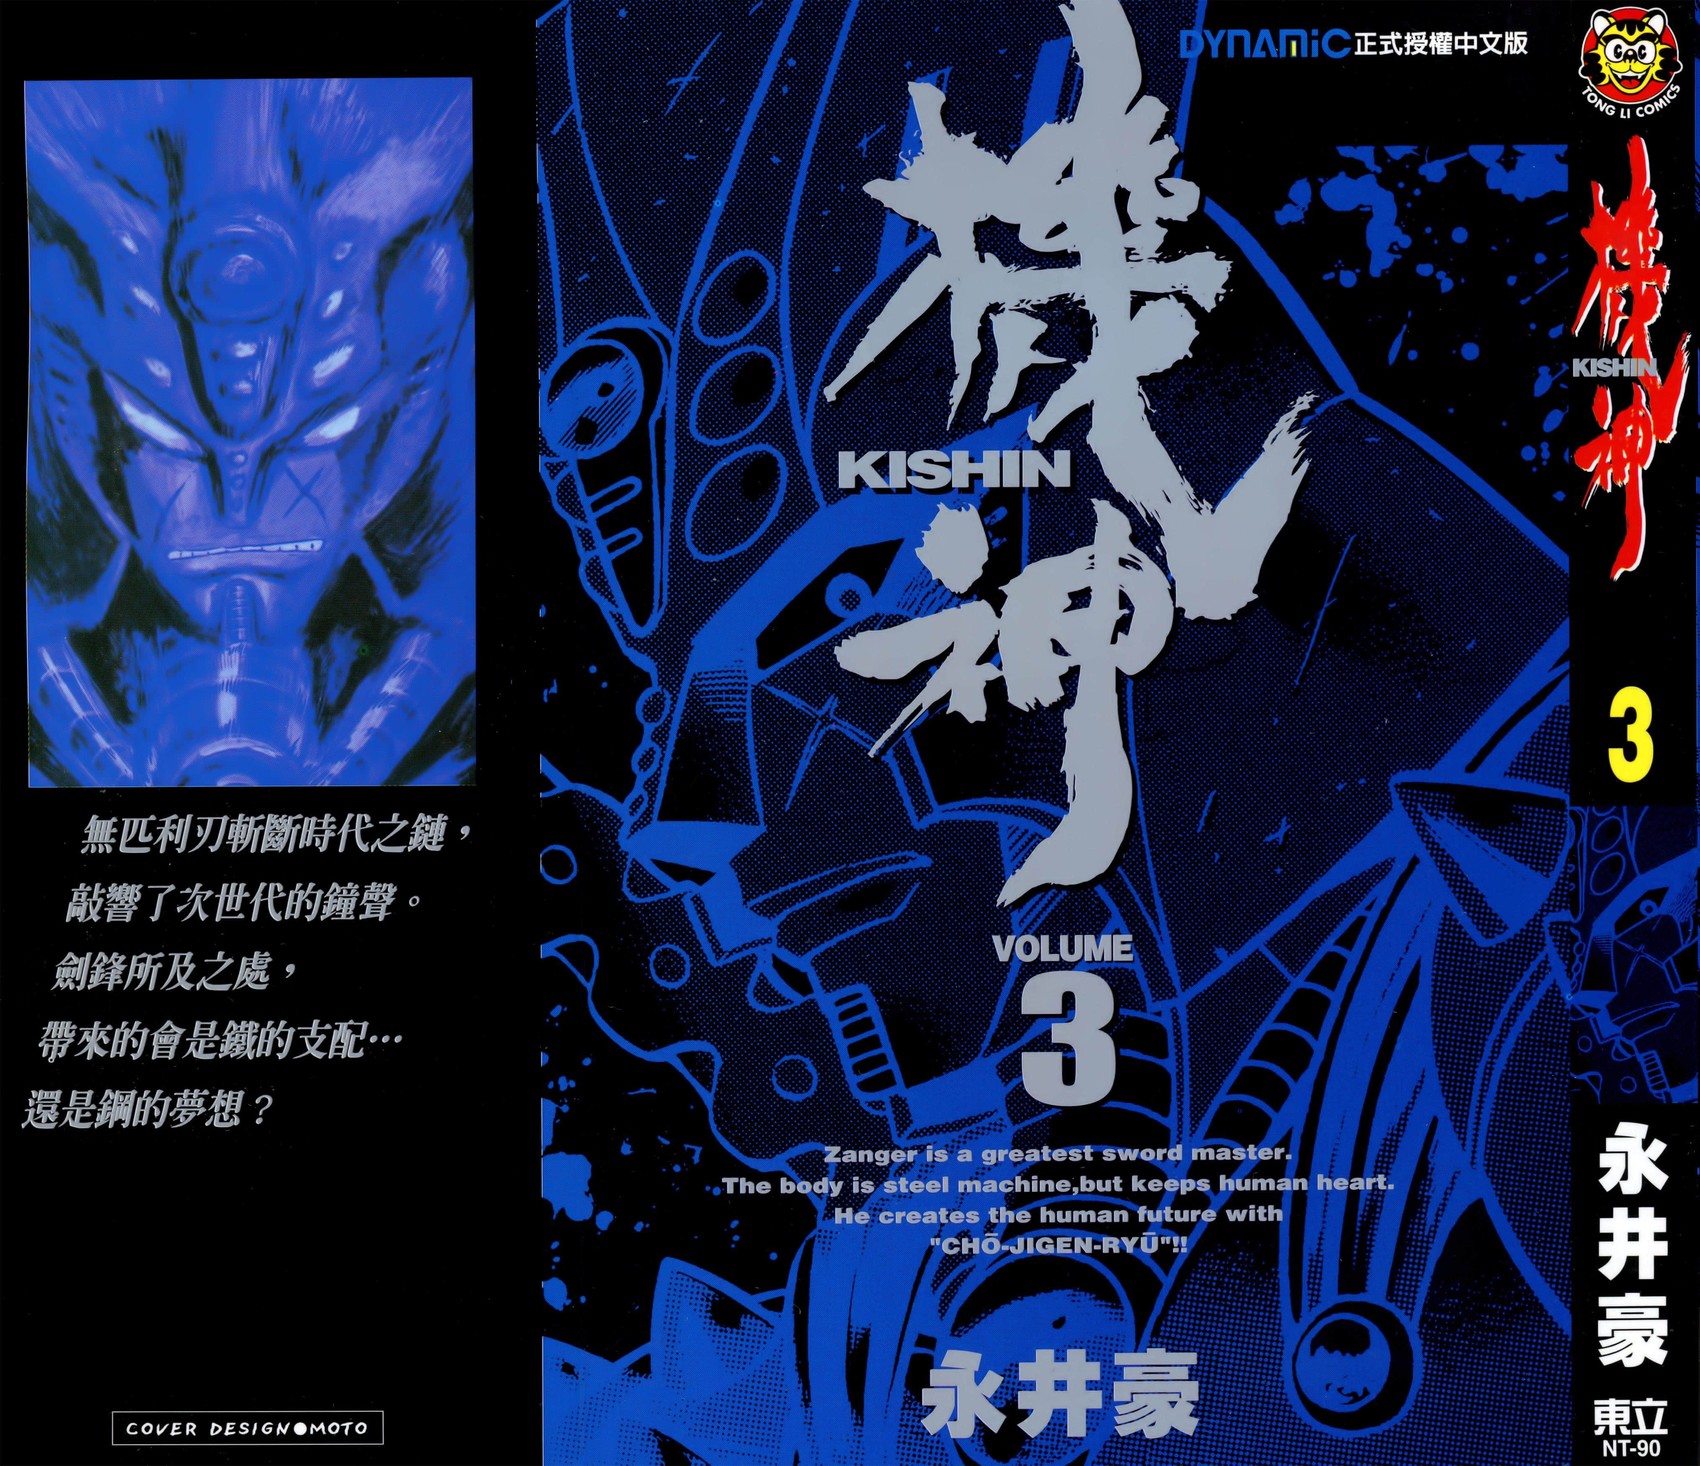 無匹利刃斬斷時代之鏈，
敲響了次世代的鐘聲。
劍鋒所及之處，
帶來的會是鐵的支配…
還是鋼的夢想？
COVER DESIGN●MOTO
DYNAMiC正式授權中文版
機神
KISHIN
VOLUME
3
Zanger is a greatest sword master.
The body is steel machine,but keeps human heart.
He creates the human future with
"CHŌ-JIGEN-RYŪ"!!
永井豪
TONG LI COMICS
機神
KISHIN
3
永井豪
東立
NT-90